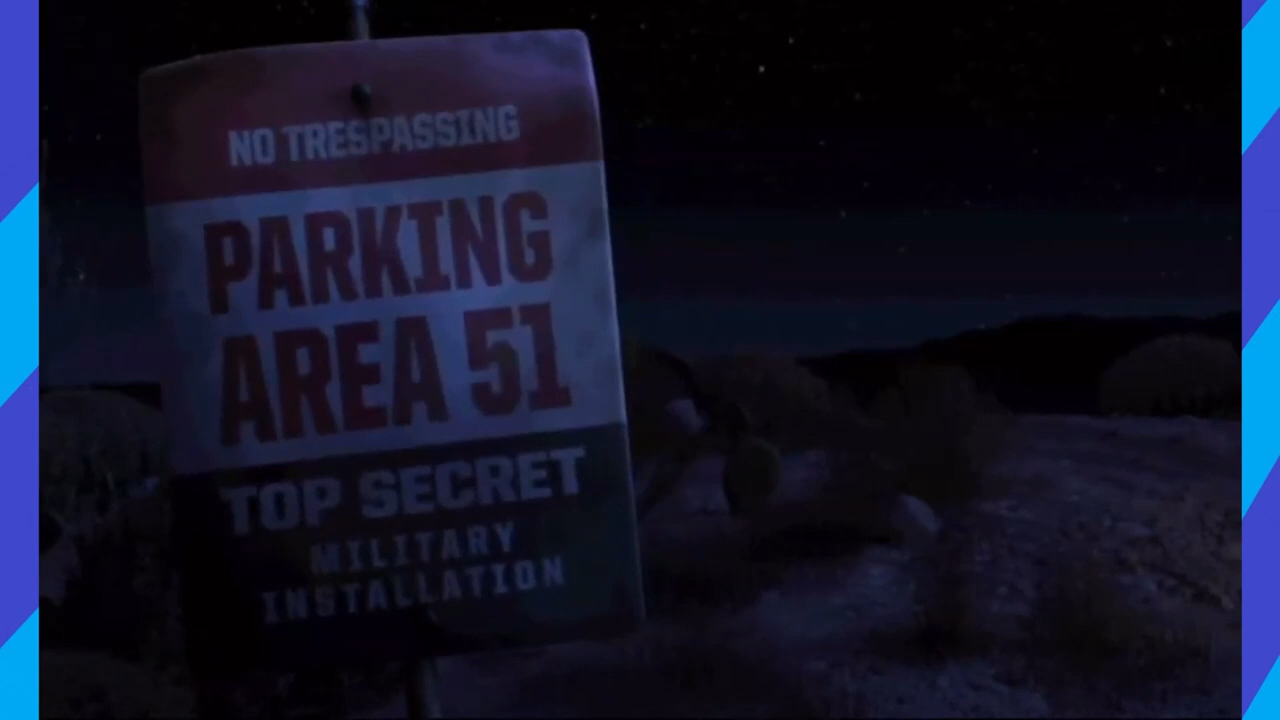 NO TRESPASSING
PARKING
AREA 51
TOP SECRET
MILITARY
INSTALLATION